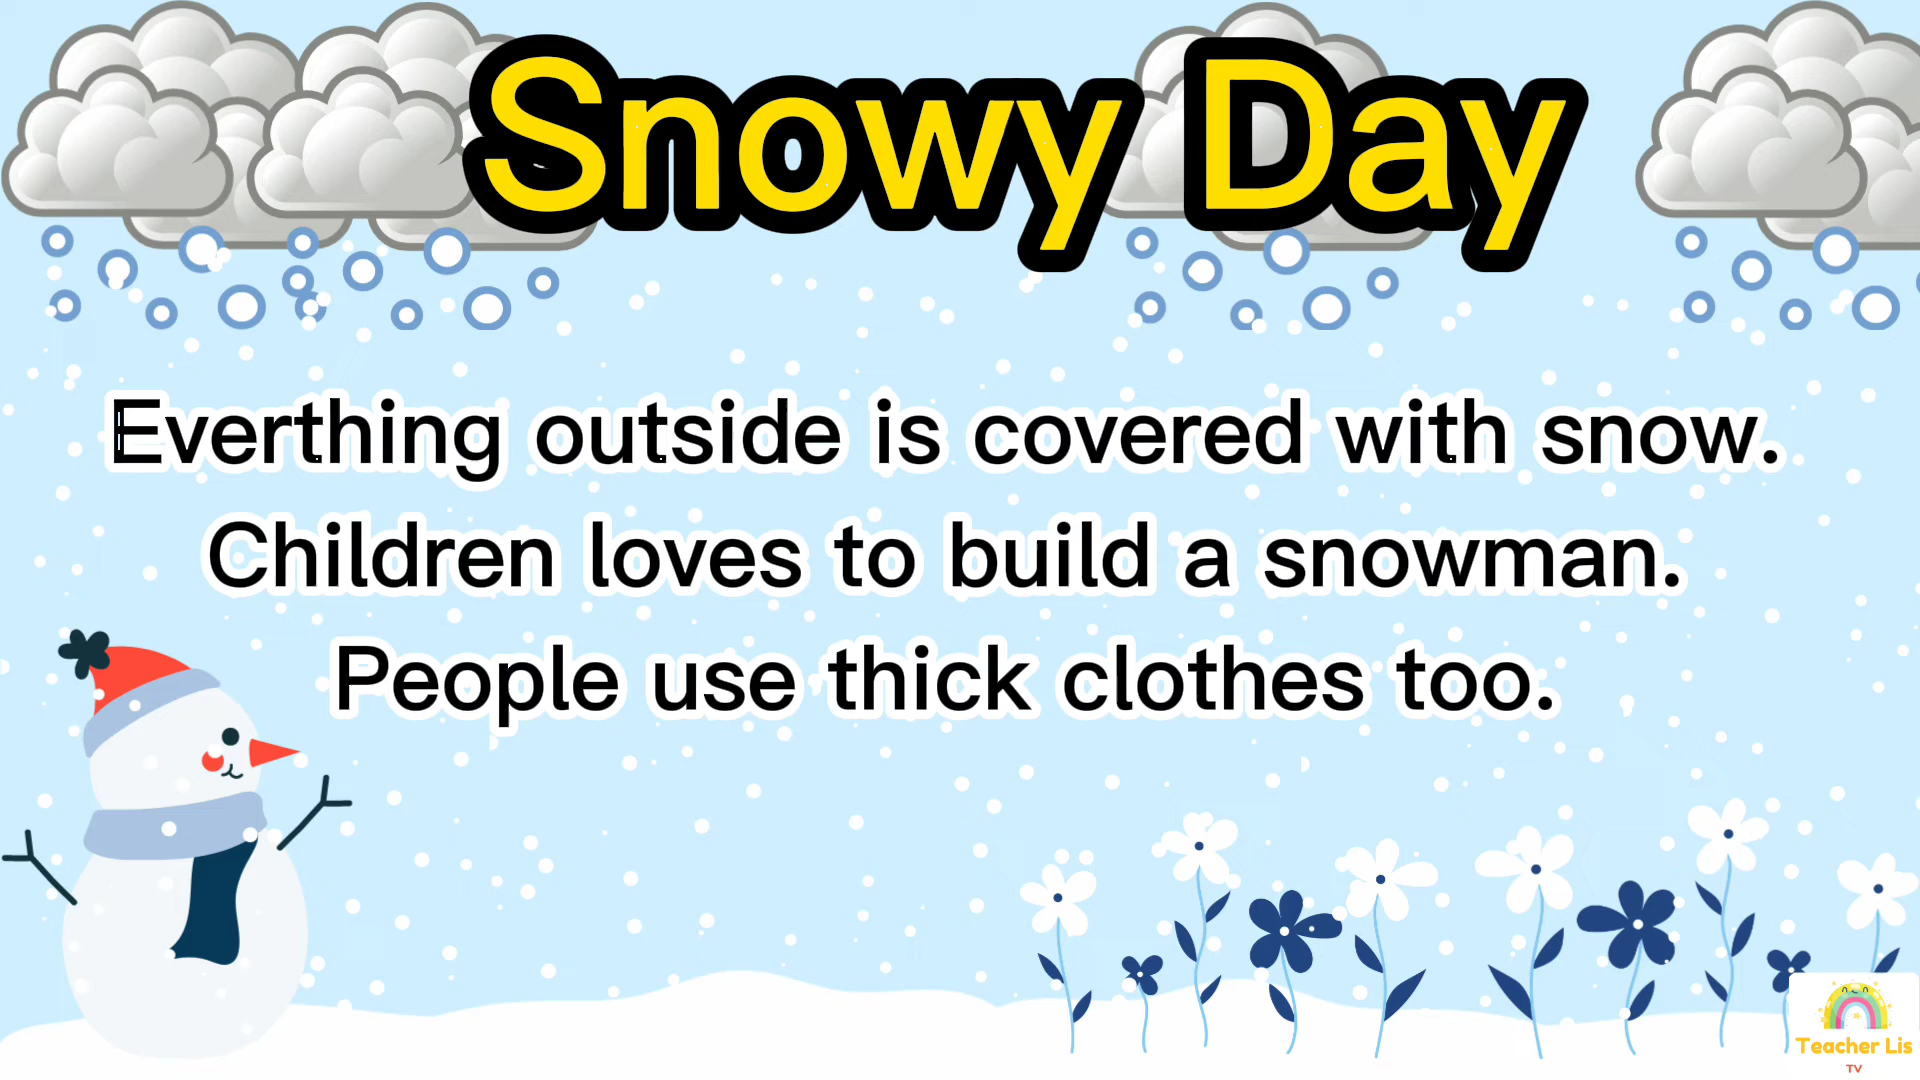 Snowy Day
Everthing outside is covered with snow.
Children loves to build a snowman.
People use thick clothes too.
Teacher Lis
TV